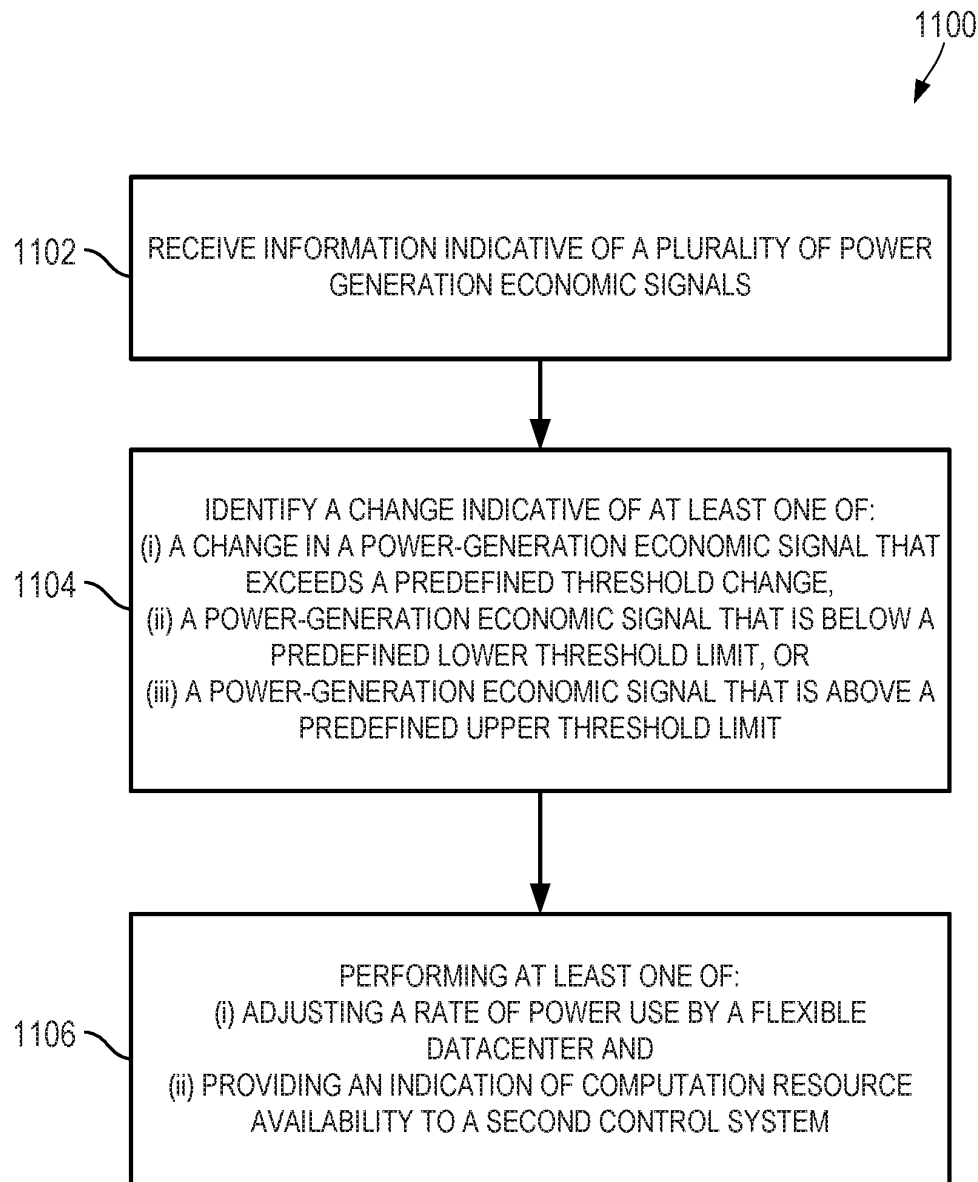 1100
1102
RECEIVE INFORMATION INDICATIVE OF A PLURALITY OF POWER
GENERATION ECONOMIC SIGNALS
1104
IDENTIFY A CHANGE INDICATIVE OF AT LEAST ONE OF:
(i) A CHANGE IN A POWER-GENERATION ECONOMIC SIGNAL THAT
EXCEEDS A PREDEFINED THRESHOLD CHANGE,
(ii) A POWER-GENERATION ECONOMIC SIGNAL THAT IS BELOW A
PREDEFINED LOWER THRESHOLD LIMIT, OR
(iii) A POWER-GENERATION ECONOMIC SIGNAL THAT IS ABOVE A
PREDEFINED UPPER THRESHOLD LIMIT
1106
PERFORMING AT LEAST ONE OF:
(i) ADJUSTING A RATE OF POWER USE BY A FLEXIBLE
DATACENTER AND
(ii) PROVIDING AN INDICATION OF COMPUTATION RESOURCE
AVAILABILITY TO A SECOND CONTROL SYSTEM